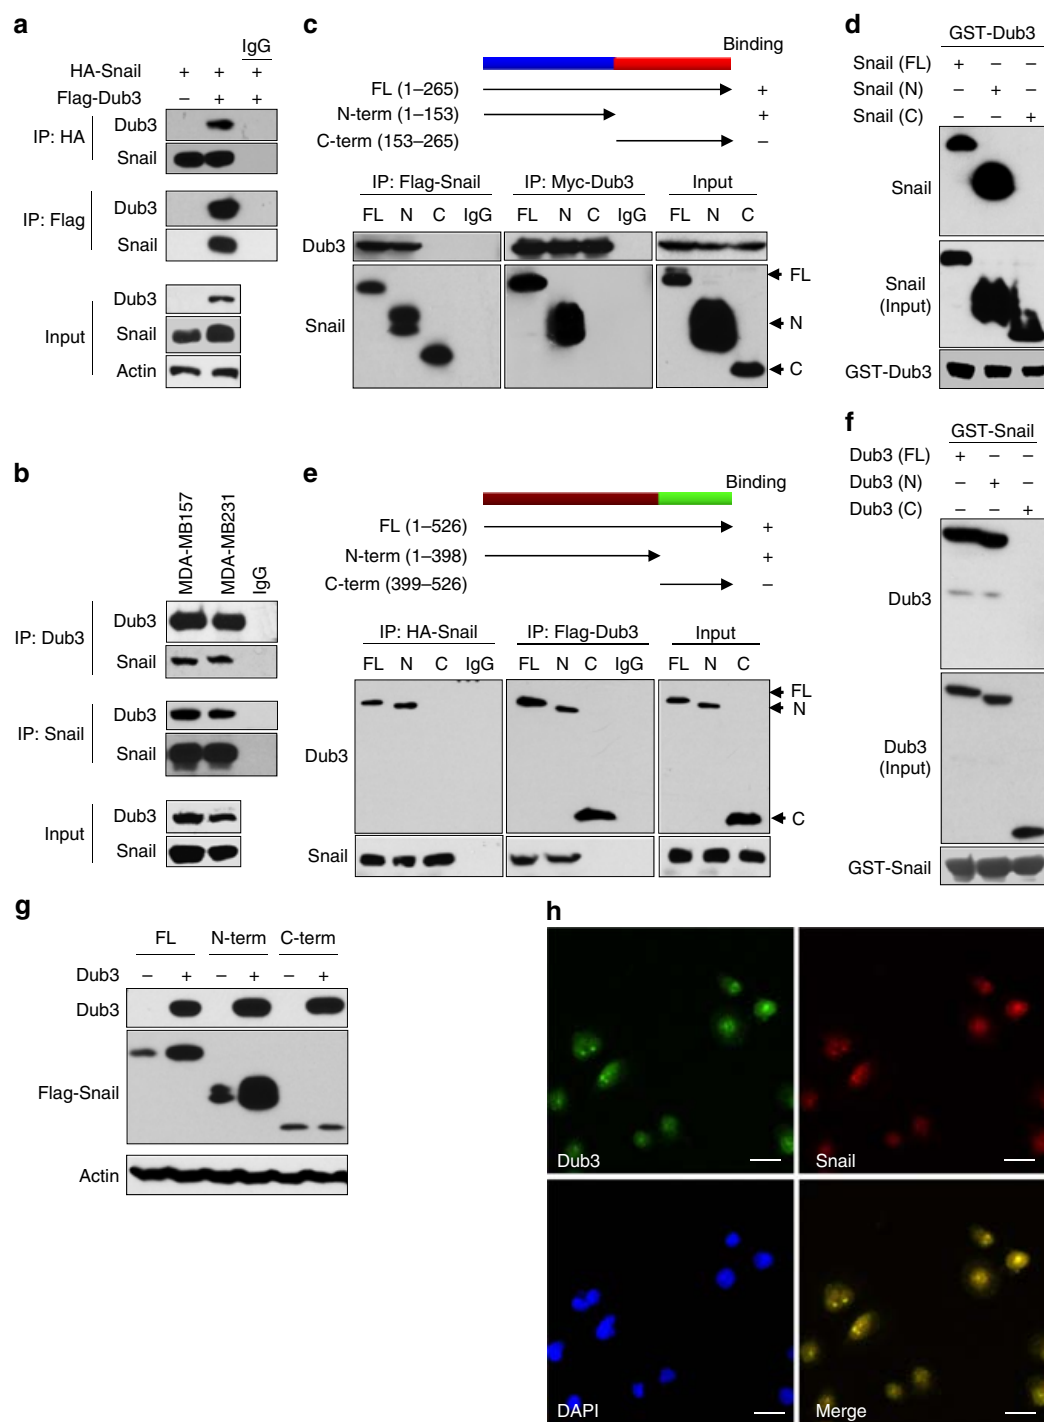 a
IgG
HA-Snail + + +
Flag-Dub3 – + +
IP: HA
Dub3
Snail
IP: Flag
Dub3
Snail
Input
Dub3
Snail
Actin
b
MDA-MB157
MDA-MB231
IgG
IP: Dub3
Dub3
Snail
IP: Snail
Dub3
Snail
Input
Dub3
Snail
c
Binding
FL (1–265) +
N-term (1–153) +
C-term (153–265) –
IP: Flag-Snail IP: Myc-Dub3 Input
FL N C IgG FL N C IgG FL N C
Dub3
Snail
FL
N
C
d
GST-Dub3
Snail (FL) + – –
Snail (N) – + –
Snail (C) – – +
Snail
Snail
(Input)
GST-Dub3
e
Binding
FL (1–526) +
N-term (1–398) +
C-term (399–526) –
IP: HA-Snail IP: Flag-Dub3 Input
FL N C IgG FL N C IgG FL N C
Dub3
FL
N
C
Snail
f
GST-Snail
Dub3 (FL) + – –
Dub3 (N) – + –
Dub3 (C) – – +
Dub3
Dub3
(Input)
GST-Snail
g
FL N-term C-term
Dub3 – + – + – +
Dub3
Flag-Snail
Actin
h
Dub3
Snail
DAPI
Merge